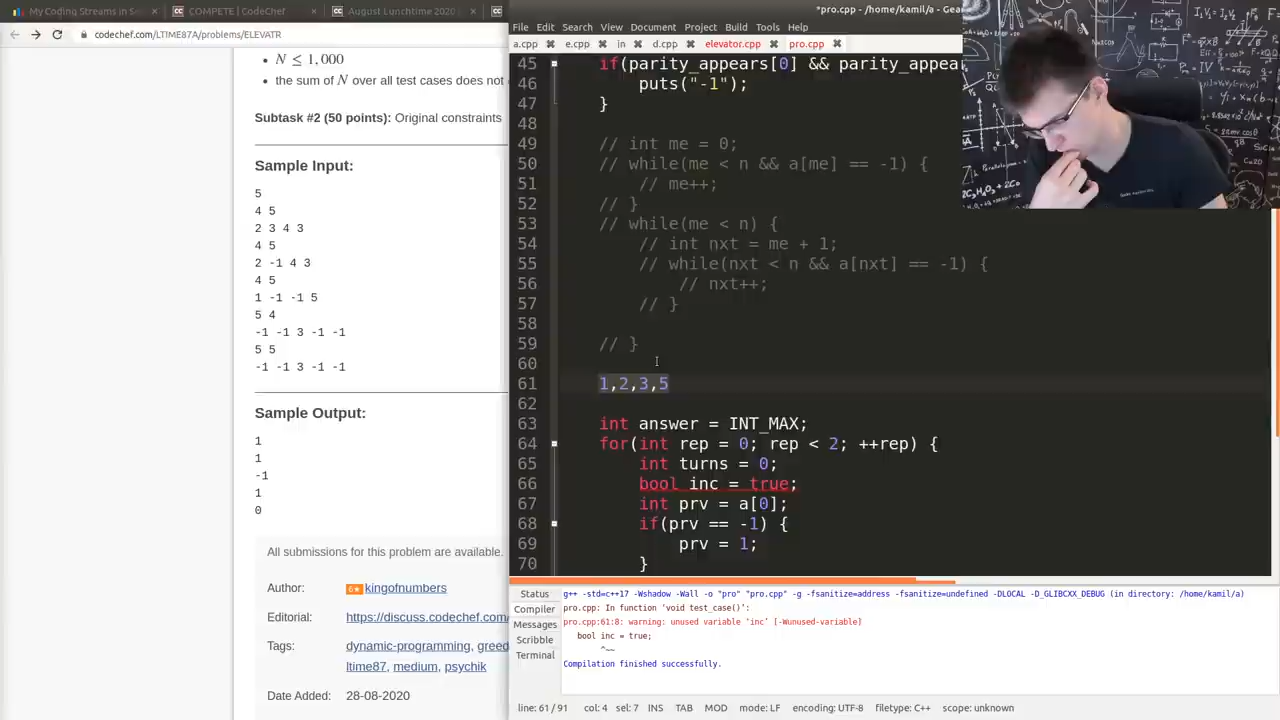 My Coding Streams in Se
COMPETE | CodeChef
August Lunchtime 2020
*pro.cpp - /home/kamil/a - Gea
codechef.com/LTIME87A/problems/ELEVATR
File Edit Search View Document Project Build Tools Help
a.cpp e.cpp in d.cpp elevator.cpp pro.cpp
N ≤ 1,000
the sum of N over all test cases does not
Subtask #2 (50 points): Original constraints
Sample Input:
5
4 5
2 3 4 3
4 5
2 -1 4 3
4 5
1 -1 -1 5
5 4
-1 -1 3 -1 -1
5 5
-1 -1 3 -1 -1
Sample Output:
1
1
-1
1
0
All submissions for this problem are available.
Author: 6★ kingofnumbers
Editorial: https://discuss.codechef.com/
Tags: dynamic-programming, greed
ltime87, medium, psychik
Date Added: 28-08-2020
45 if(parity_appears[0] && parity_appea
46 puts("-1");
47 }
48
49 // int me = 0;
50 // while(me < n && a[me] == -1) {
51 // me++;
52 // }
53 // while(me < n) {
54 // int nxt = me + 1;
55 // while(nxt < n && a[nxt] == -1) {
56 // nxt++;
57 // }
58
59 // }
60
61 1,2,3,5
62
63 int answer = INT_MAX;
64 for(int rep = 0; rep < 2; ++rep) {
65 int turns = 0;
66 bool inc = true;
67 int prv = a[0];
68 if(prv == -1) {
69 prv = 1;
70 }
Status
Compiler
Messages
Scribble
Terminal
g++ -std=c++17 -Wshadow -Wall -o "pro" "pro.cpp" -g -fsanitize=address -fsanitize=undefined -DLOCAL -D_GLIBCXX_DEBUG (in directory: /home/kamil/a)
pro.cpp: In function 'void test_case()':
pro.cpp:61:8: warning: unused variable 'inc' [-Wunused-variable]
bool inc = true;
^~~
Compilation finished successfully.
line: 61 / 91 col: 4 sel: 7 INS TAB MOD mode: LF encoding: UTF-8 filetype: C++ scope: unknown